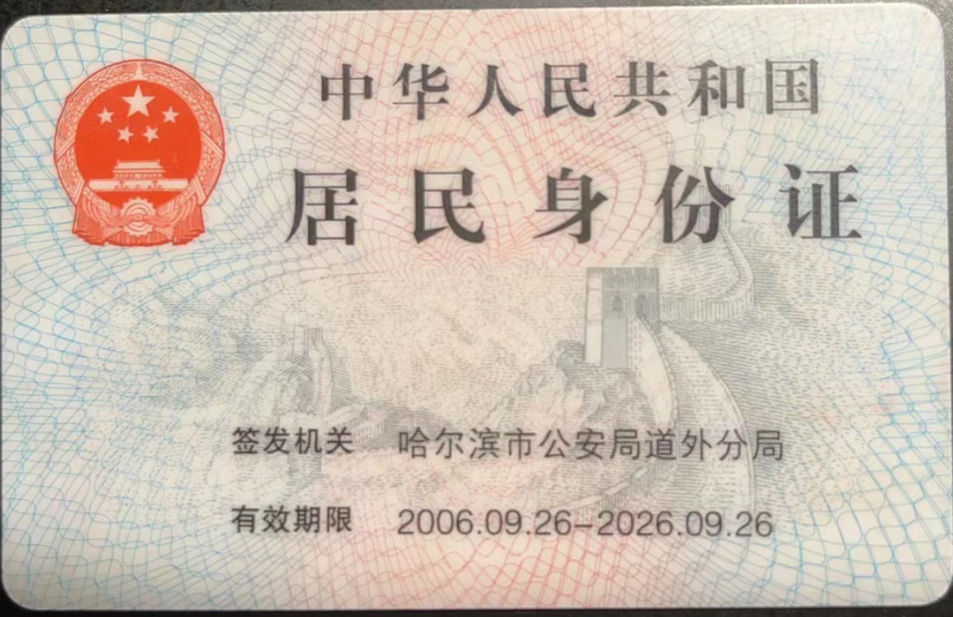 中华人民共和国
居民身份证
签发机关 哈尔滨市公安局道外分局
有效期限 2006.09.26-2026.09.26